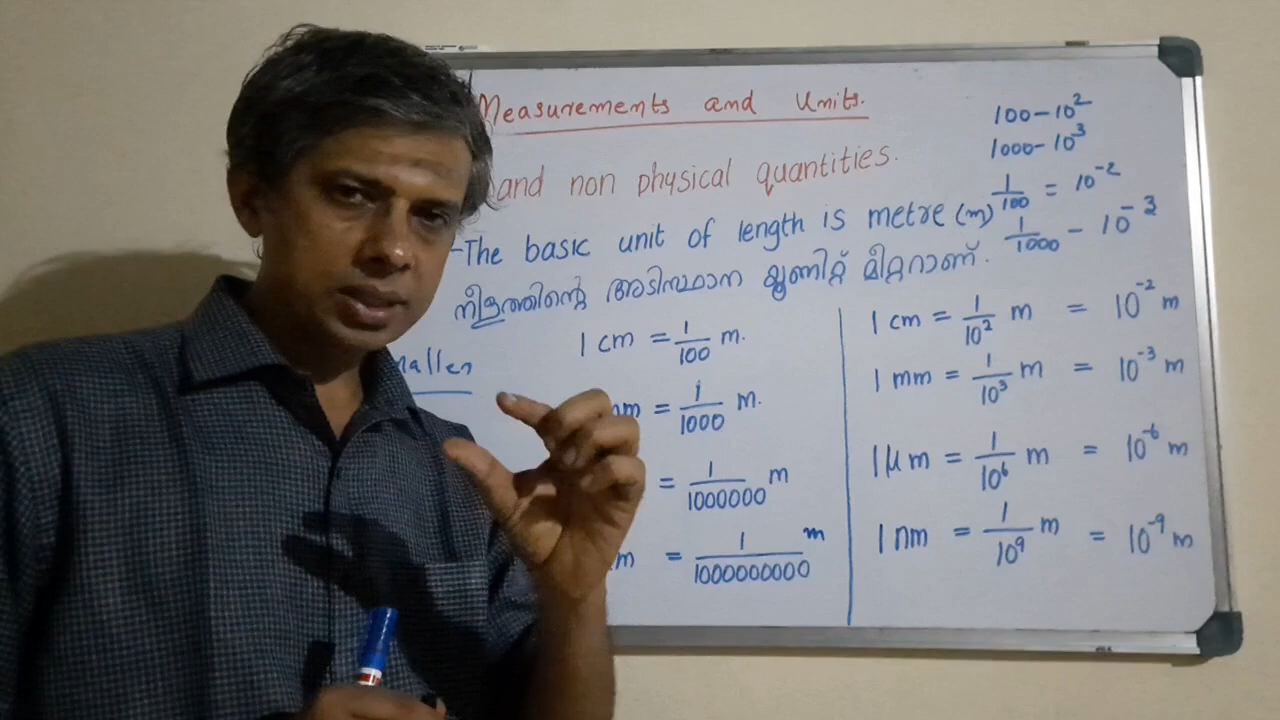 Measurements and Units.
and non physical quantities.
100-10²
1000-10³
1/100 = 10⁻²
1/1000 - 10⁻³
-The basic unit of length is metre (m)
നീളത്തിന്റെ അടിസ്ഥാന യൂണിറ്റ് മീറ്ററാണ്.
1 cm = 1/100 m.
m = 1/1000 m.
= 1/1000000 m
m = 1/1000000000 m
1 cm = 1/10² m = 10⁻² m
1 mm = 1/10³ m = 10⁻³ m
1 μm = 1/10⁶ m = 10⁻⁶ m
1 nm = 1/10⁹ m = 10⁻⁹ m